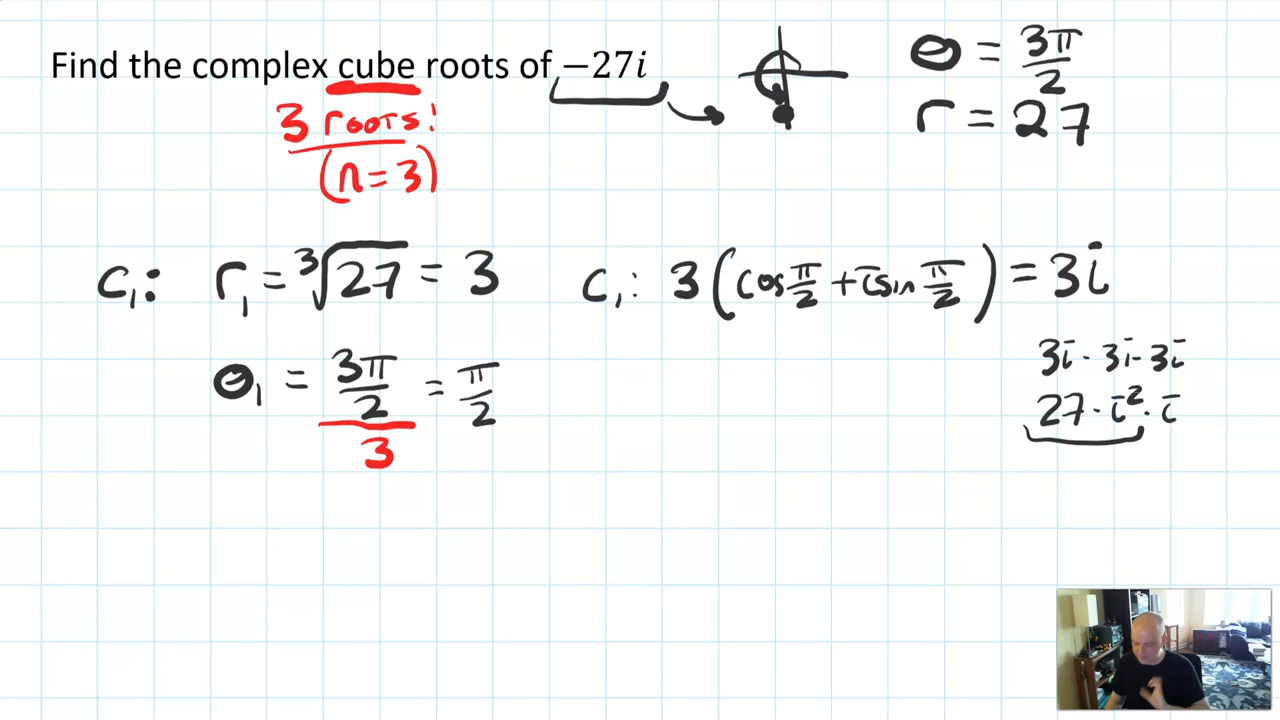 Find the complex cube roots of −27i
θ = 3π/2
r = 27
3 roots!
(n = 3)
C₁: r₁ = ∛27 = 3
θ₁ = (3π/2)/3 = π/2
C₁: 3(cos π/2 + i sin π/2) = 3i
3i · 3i · 3i
27 · i² · i